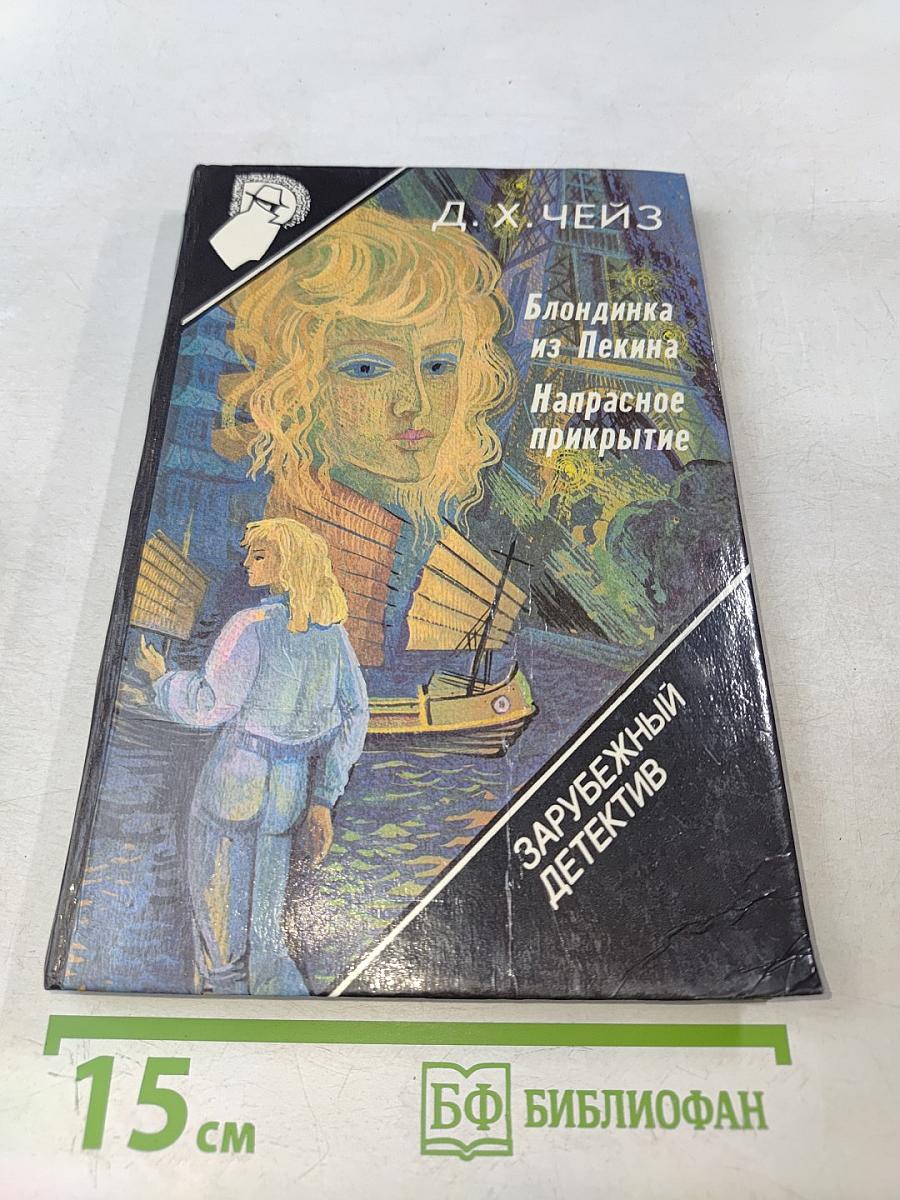 Д. Х. ЧЕЙЗ
Блондинка
из Пекина
Напрасное
прикрытие
ЗАРУБЕЖНЫЙ
ДЕТЕКТИВ
15 см
БФ БИБЛИОФАН